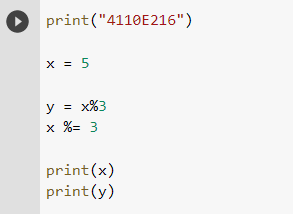 print("4110E216")
x = 5
y = x%3
x %= 3
print(x)
print(y)